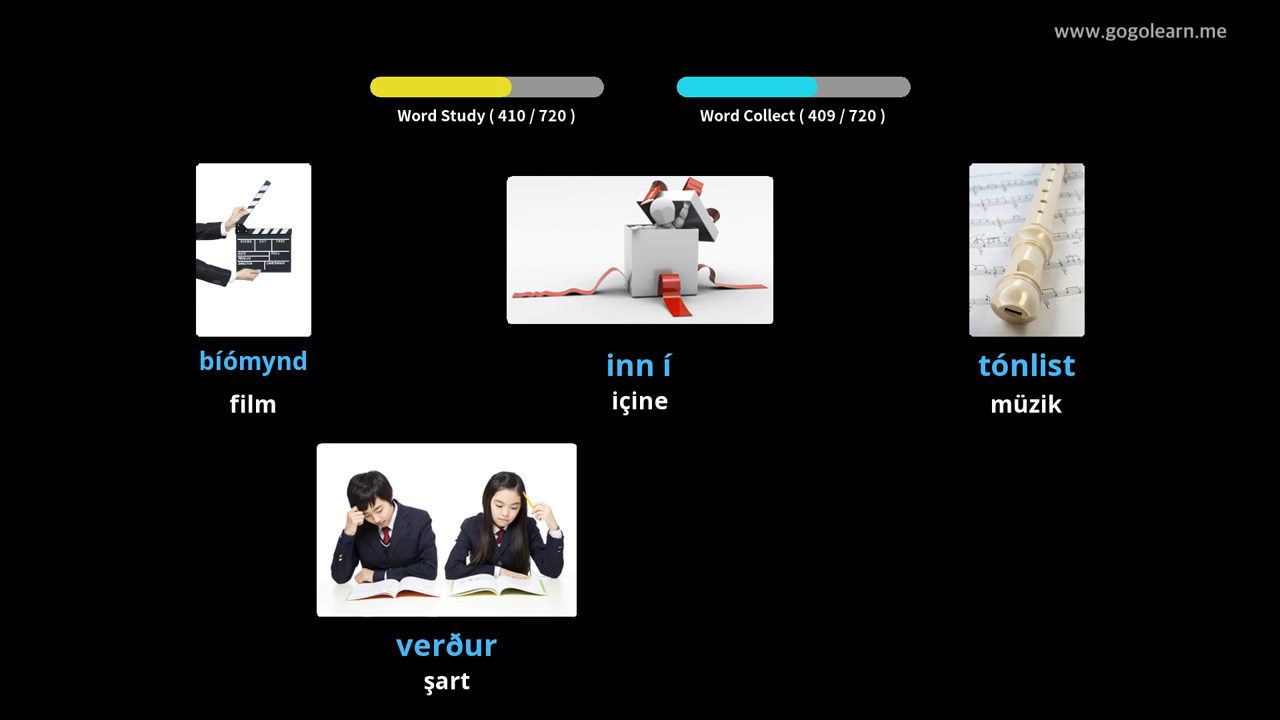 www.gogolearn.me
Word Study ( 410 / 720 )
Word Collect ( 409 / 720 )
bíómynd
film
inn í
içine
tónlist
müzik
verður
şart